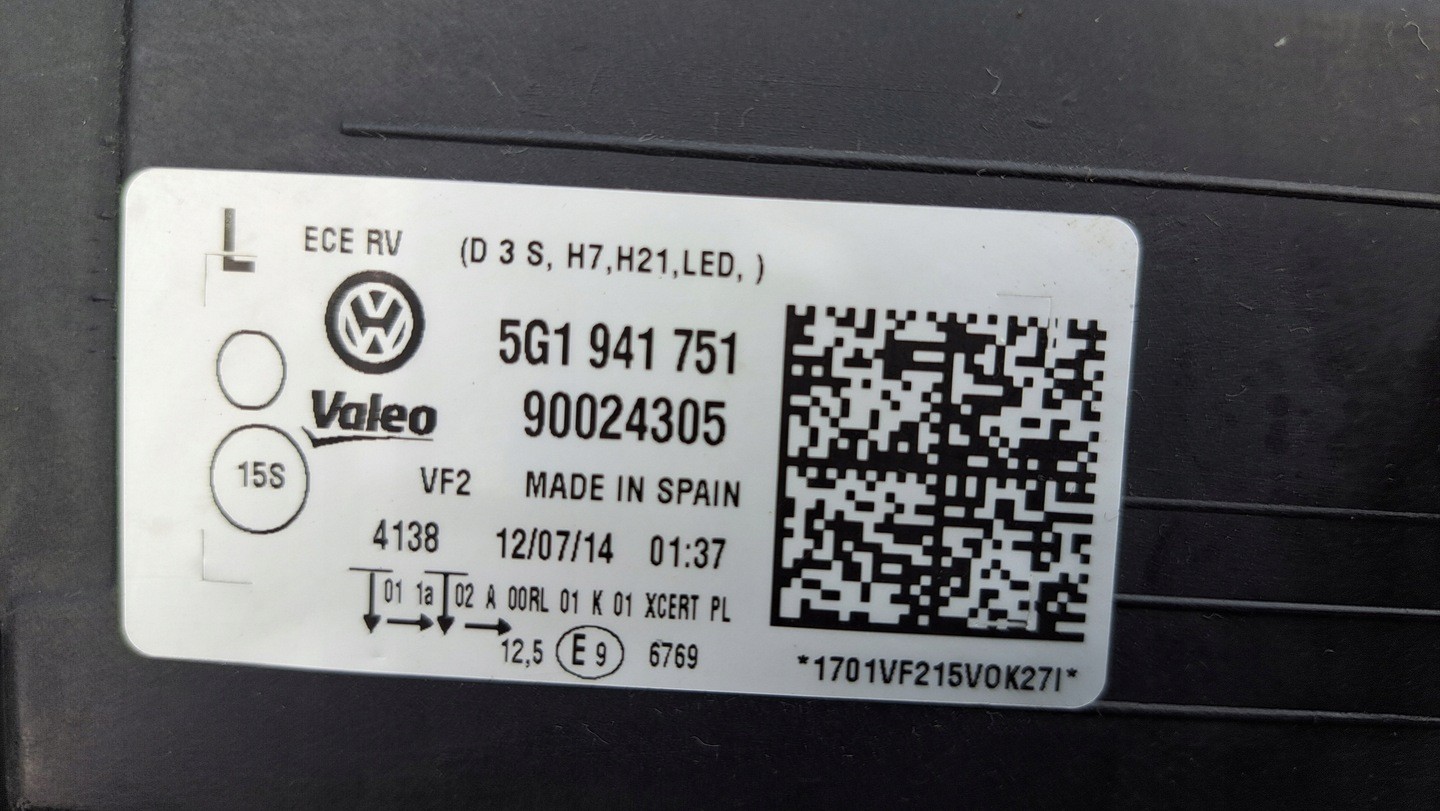 L ECE RV (D 3 S, H7,H21,LED, )
5G1 941 751
Valeo 90024305
15S VF2 MADE IN SPAIN
4138 12/07/14 01:37
01 1a 02 A 00RL 01 K 01 XCERT PL
12,5 E 9 6769
*1701VF215VOK27I*